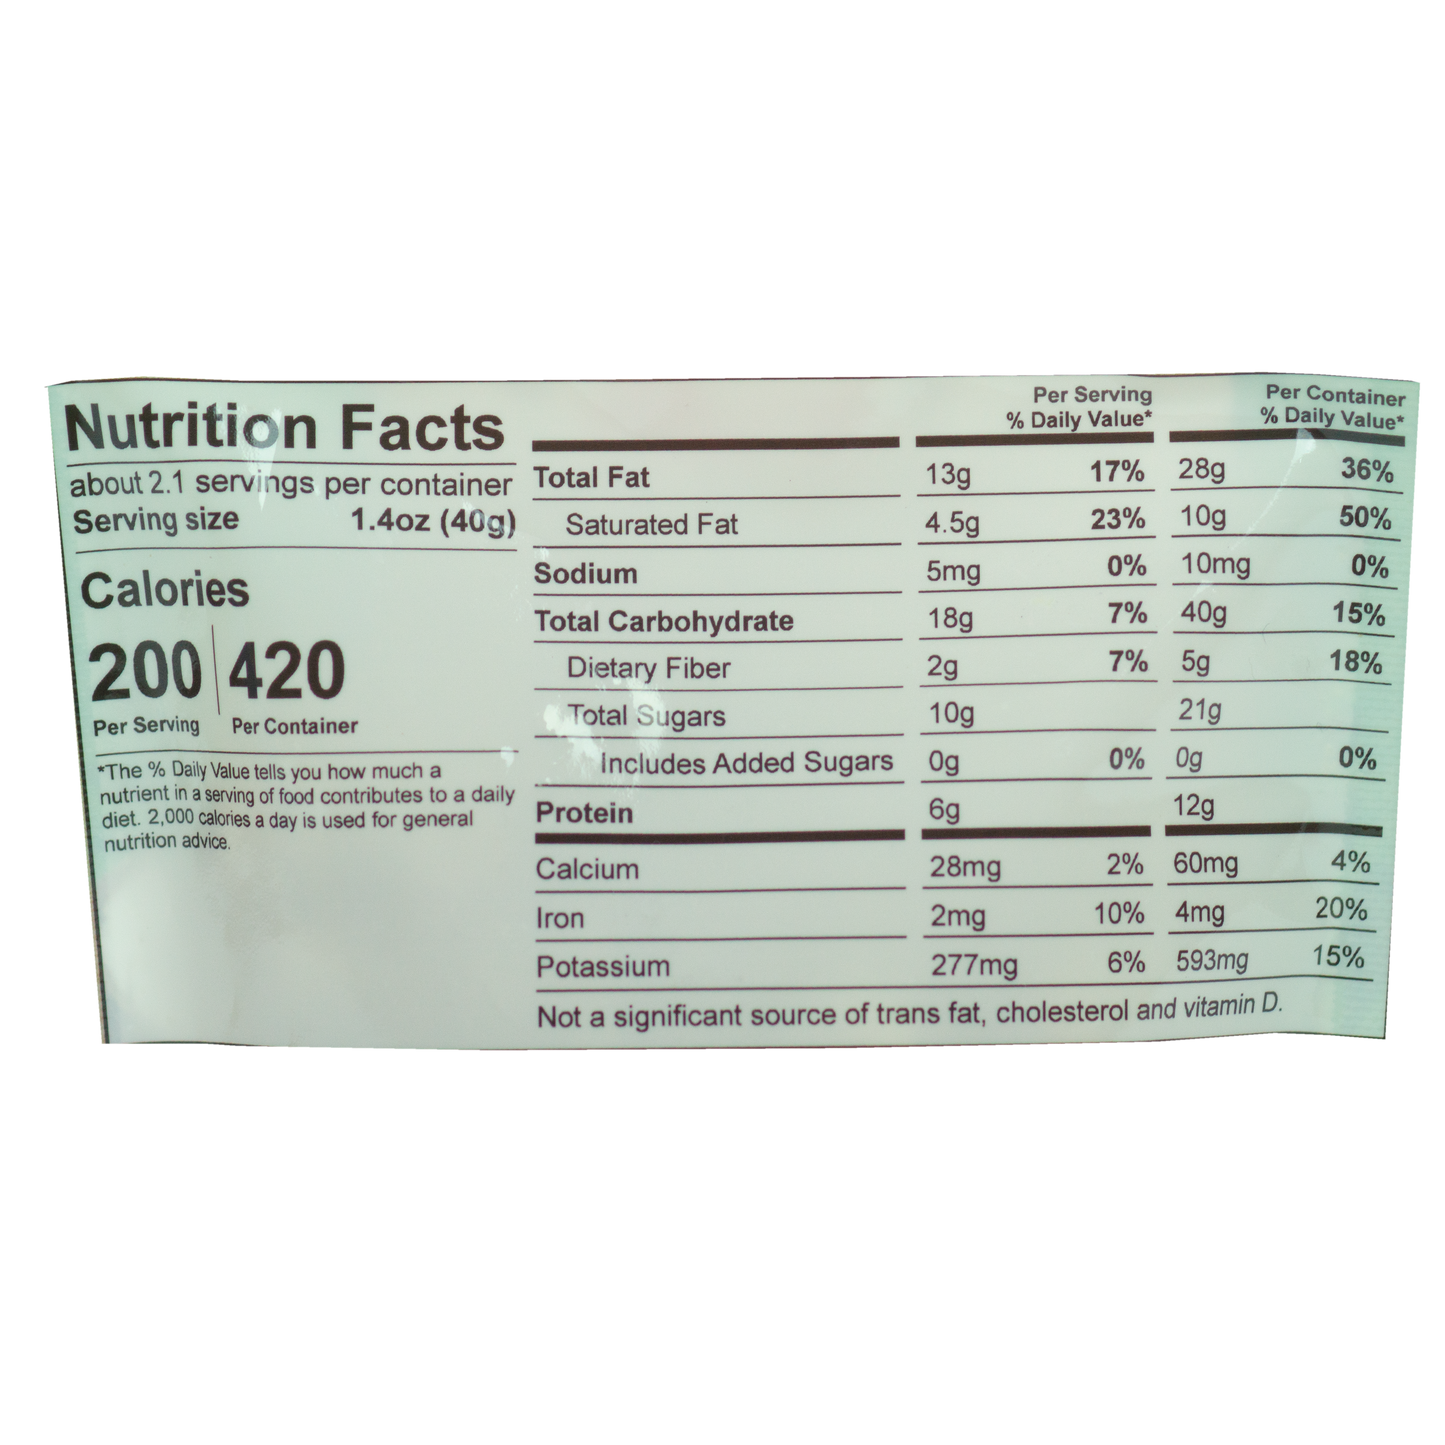 Nutrition Facts
about 2.1 servings per container
Serving size 1.4oz (40g)
Calories
200 420
Per Serving Per Container
*The % Daily Value tells you how much a
nutrient in a serving of food contributes to a daily
diet. 2,000 calories a day is used for general
nutrition advice.
Per Serving Per Container
% Daily Value* % Daily Value*
Total Fat 13g 17% 28g 36%
Saturated Fat 4.5g 23% 10g 50%
Sodium 5mg 0% 10mg 0%
Total Carbohydrate 18g 7% 40g 15%
Dietary Fiber 2g 7% 5g 18%
Total Sugars 10g 21g
Includes Added Sugars 0g 0% 0g 0%
Protein 6g 12g
Calcium 28mg 2% 60mg 4%
Iron 2mg 10% 4mg 20%
Potassium 277mg 6% 593mg 15%
Not a significant source of trans fat, cholesterol and vitamin D.